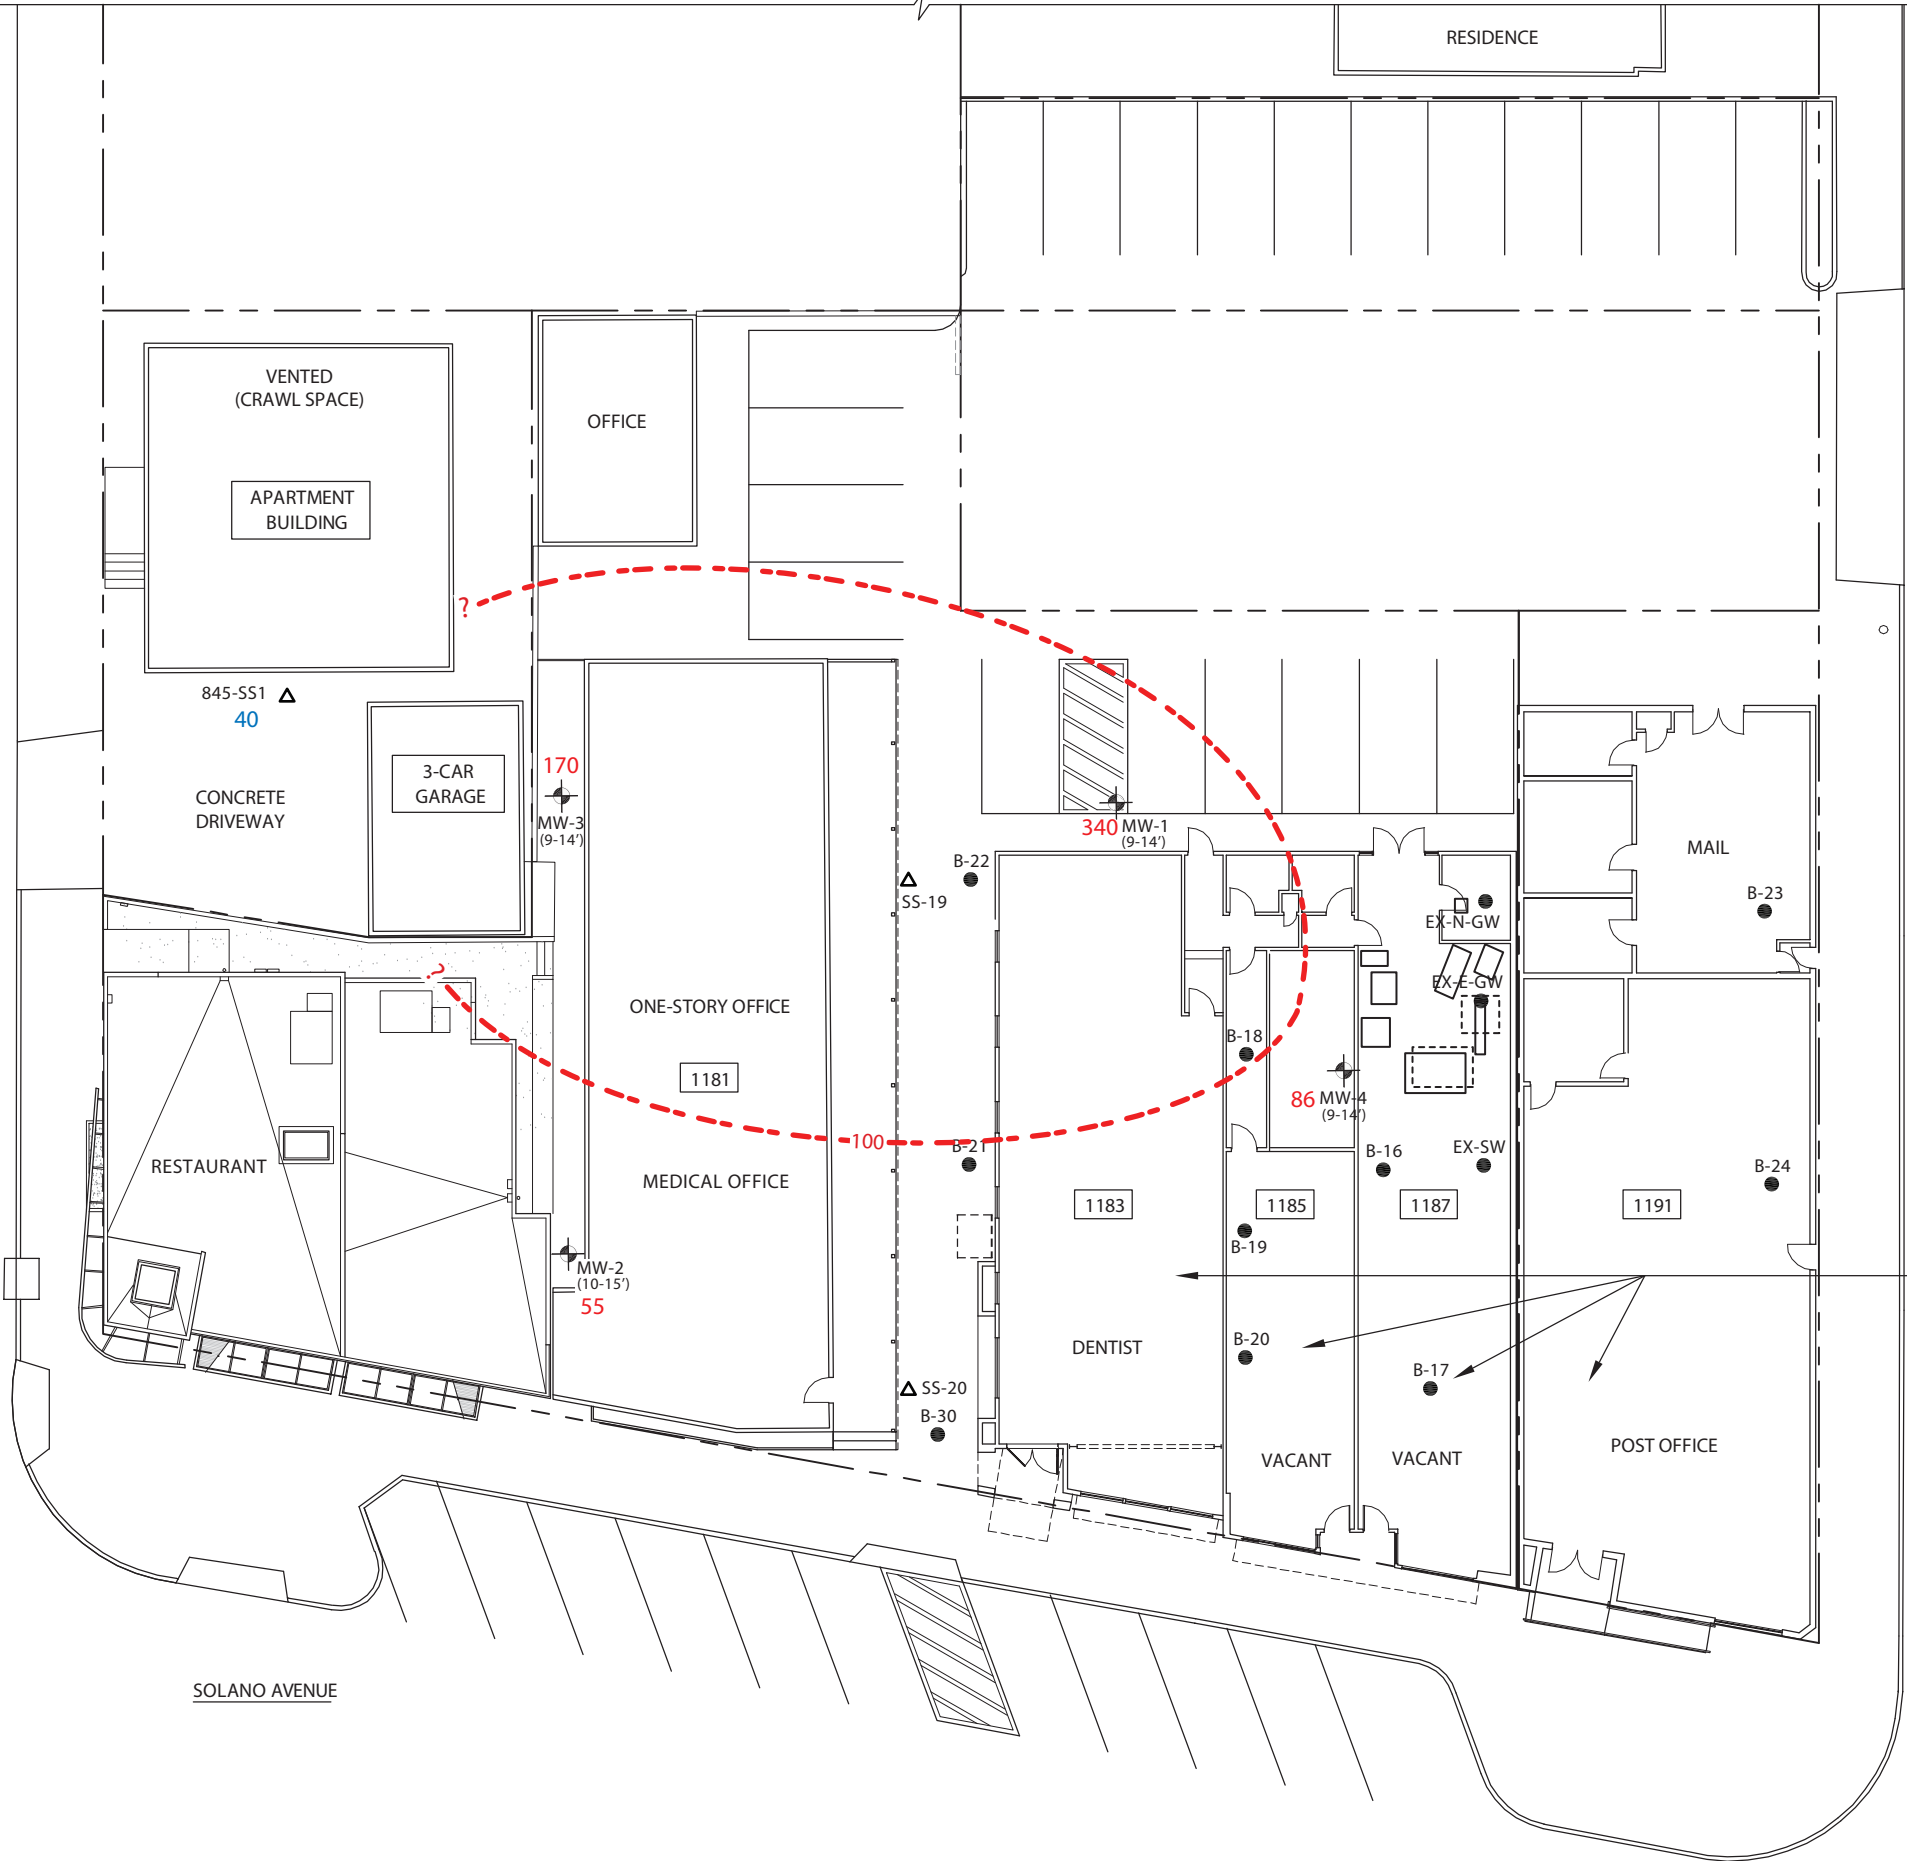 RESIDENCE
VENTED
(CRAWL SPACE)
OFFICE
APARTMENT
BUILDING
?
845-SS1
40
3-CAR
GARAGE
170
CONCRETE
DRIVEWAY
MW-3
(9-14')
340 MW-1
(9-14')
MAIL
B-22
SS-19
B-23
EX-N-GW
?
EX-E-GW
ONE-STORY OFFICE
B-18
1181
86 MW-4
(9-14')
100
B-21
B-16
EX-SW
RESTAURANT
MEDICAL OFFICE
B-24
1183
1185
1187
1191
B-19
MW-2
(10-15')
55
B-20
DENTIST
B-17
SS-20
B-30
VACANT
VACANT
POST OFFICE
SOLANO AVENUE